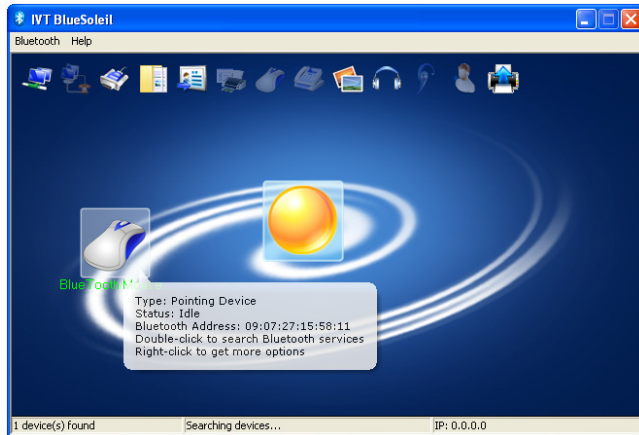 IVT BlueSoleil
Bluetooth Help
BlueTooth M
Type: Pointing Device
Status: Idle
Bluetooth Address: 09:07:27:15:58:11
Double-click to search Bluetooth services
Right-click to get more options
1 device(s) found Searching devices... IP: 0.0.0.0